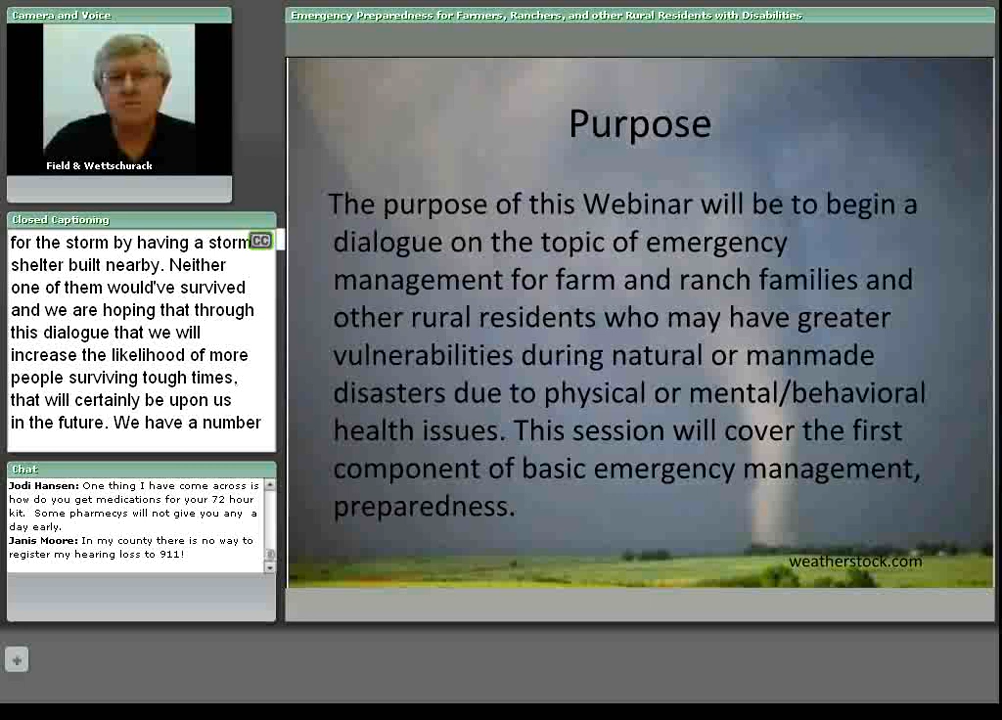 Camera and Voice
Field & Wettschurack
Closed Captioning
for the storm by having a storm
CC
shelter built nearby. Neither
one of them would've survived
and we are hoping that through
this dialogue that we will
increase the likelihood of more
people surviving tough times,
that will certainly be upon us
in the future. We have a number
Chat
Jodi Hansen: One thing I have come across is
how do you get medications for your 72 hour
kit. Some pharmecys will not give you any a
day early.
Janis Moore: In my county there is no way to
register my hearing loss to 911!
Emergency Preparedness for Farmers, Ranchers, and other Rural Residents with Disabilities
Purpose
The purpose of this Webinar will be to begin a
dialogue on the topic of emergency
management for farm and ranch families and
other rural residents who may have greater
vulnerabilities during natural or manmade
disasters due to physical or mental/behavioral
health issues. This session will cover the first
component of basic emergency management,
preparedness.
weatherstock.com